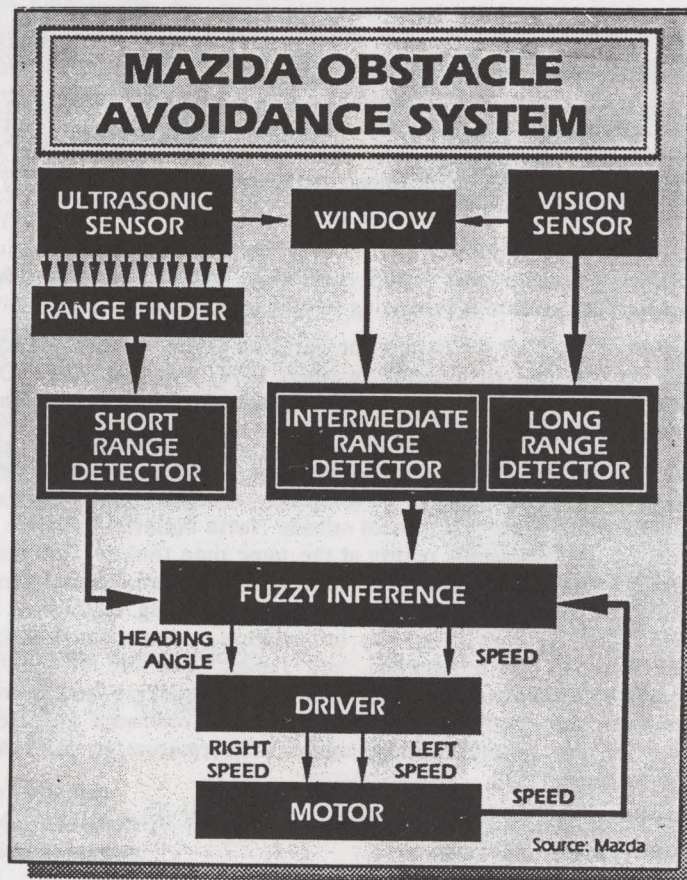 MAZDA OBSTACLE
AVOIDANCE SYSTEM
ULTRASONIC
SENSOR
WINDOW
VISION
SENSOR
RANGE FINDER
SHORT
RANGE
DETECTOR
INTERMEDIATE
RANGE
DETECTOR
LONG
RANGE
DETECTOR
FUZZY INFERENCE
HEADING
ANGLE
SPEED
DRIVER
RIGHT
SPEED
LEFT
SPEED
MOTOR
SPEED
Source: Mazda